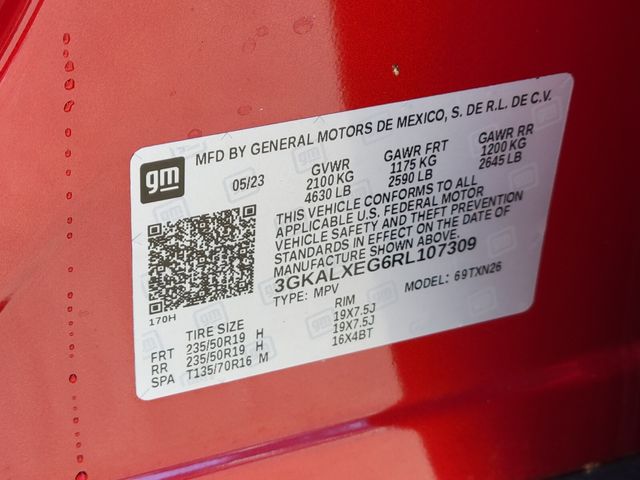 MFD BY GENERAL MOTORS DE MEXICO, S. DE R.L. DE C.V.
gm
05/23
GVWR
2100 KG
4630 LB
GAWR FRT
1175 KG
2590 LB
GAWR RR
1200 KG
2645 LB
THIS VEHICLE CONFORMS TO ALL
APPLICABLE U.S. FEDERAL MOTOR
VEHICLE SAFETY AND THEFT PREVENTION
STANDARDS IN EFFECT ON THE DATE OF
MANUFACTURE SHOWN ABOVE.
3GKALXEG6RL107309
TYPE: MPV
MODEL: 69TXN26
170H
TIRE SIZE
RIM
FRT 235/50R19 H 19X7.5J
RR 235/50R19 H 19X7.5J
SPA T135/70R16 M 16X4BT